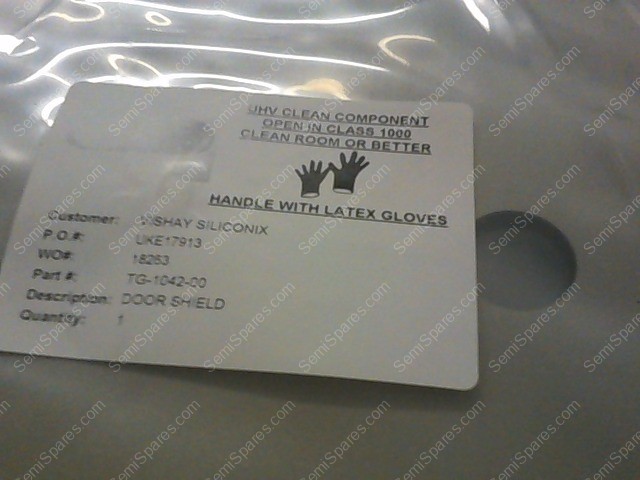 UHV CLEAN COMPONENT
OPEN IN CLASS 1000
CLEAN ROOM OR BETTER
HANDLE WITH LATEX GLOVES
Customer: VISHAY SILICONIX
P.O.#: UKE17913
WO#: 18253
Part #: TG-1042-00
Description: DOOR SHIELD
Quantity: 1
SemiSpares.com